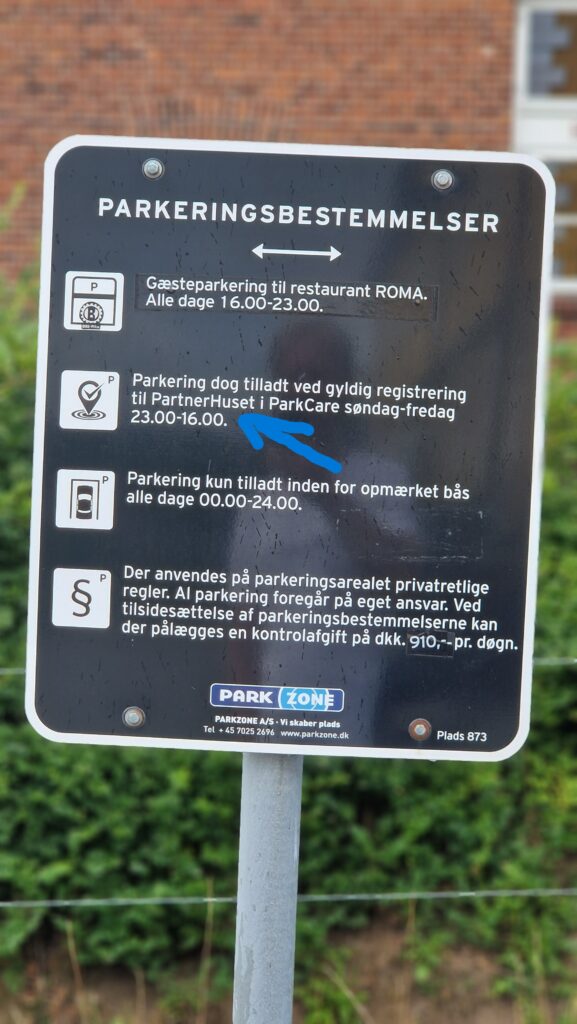 PARKERINGSBESTEMMELSER
P
Gæsteparkering til restaurant ROMA.
Alle dage 16.00-23.00.
P
Parkering dog tilladt ved gyldig registrering
til PartnerHuset i ParkCare søndag-fredag
23.00-16.00.
P
Parkering kun tilladt inden for opmærket bås
alle dage 00.00-24.00.
P
§
Der anvendes på parkeringsarealet privatretlige
regler. Al parkering foregår på eget ansvar. Ved
tilsidesættelse af parkeringsbestemmelserne kan
der pålægges en kontrolafgift på dkk. 910,- pr. døgn.
PARK ZONE
PARKZONE A/S · Vi skaber plads
Tel +45 7025 2696 www.parkzone.dk
Plads 873